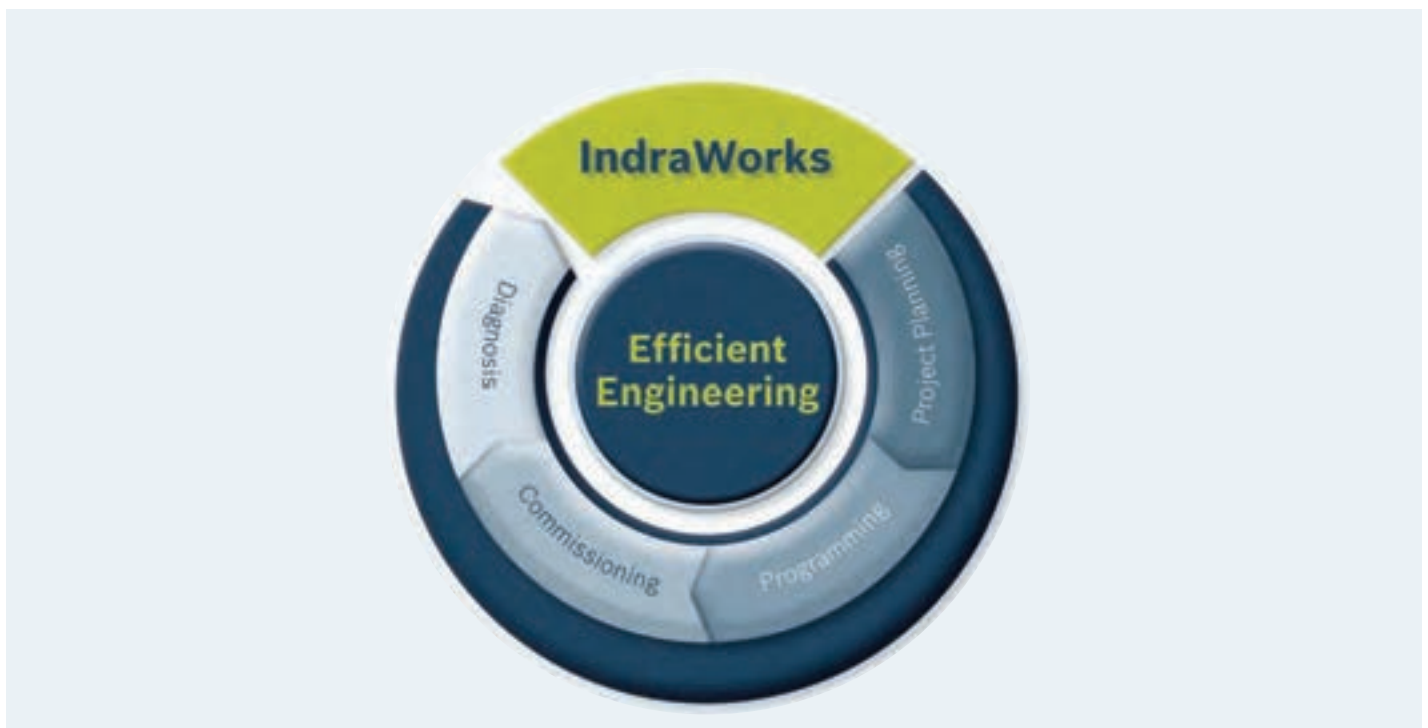 IndraWorks
Project Planning
Programming
Commissioning
Diagnosis
Efficient
Engineering